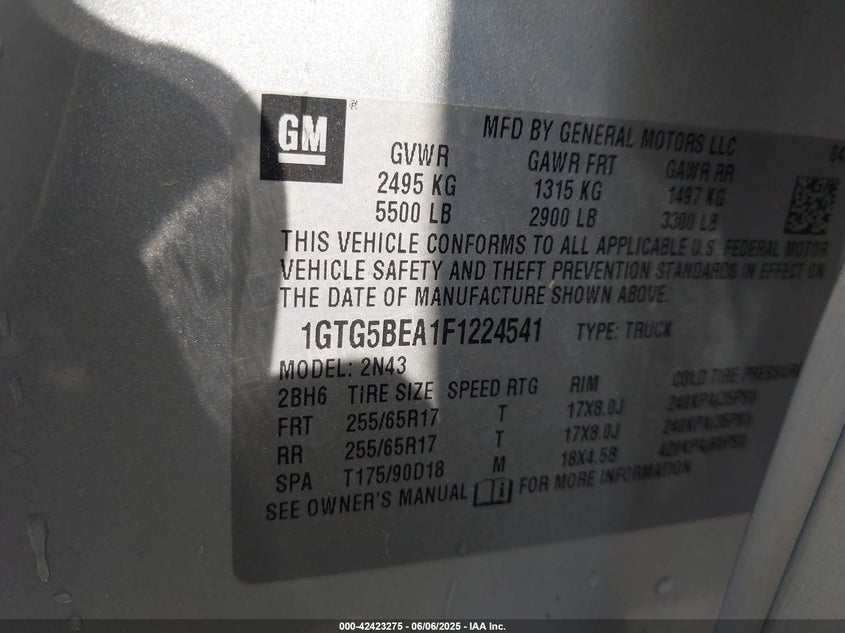 GM
MFD BY GENERAL MOTORS LLC
04
GVWR GAWR FRT GAWR RR
2495 KG 1315 KG 1497 KG
5500 LB 2900 LB 3300 LB
THIS VEHICLE CONFORMS TO ALL APPLICABLE U.S. FEDERAL MOTOR
VEHICLE SAFETY AND THEFT PREVENTION STANDARDS IN EFFECT ON
THE DATE OF MANUFACTURE SHOWN ABOVE.
1GTG5BEA1F1224541 TYPE: TRUCK
MODEL: 2N43
2BH6 TIRE SIZE SPEED RTG RIM COLD TIRE PRESSURE
FRT 255/65R17 T 17X8.0J 240KPA(35PSI)
RR 255/65R17 T 17X8.0J 240KPA(35PSI)
SPA T175/90D18 M 18X4.5B 420KPA(60PSI)
SEE OWNER'S MANUAL FOR MORE INFORMATION.
000-42423275 - 06/06/2025 - IAA Inc.